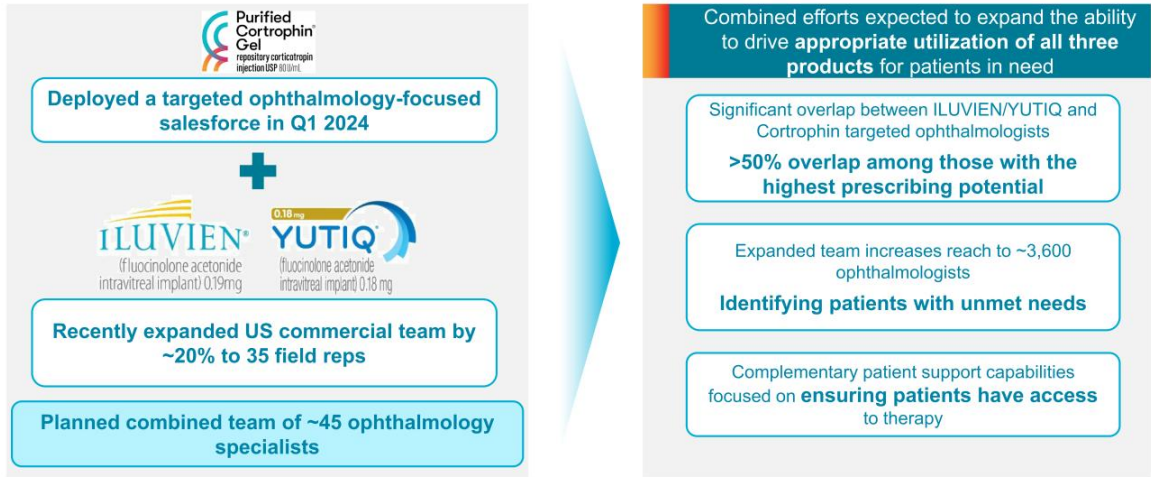 Purified
Cortrophin®
Gel
repository corticotropin
injection USP 80 U/mL
Deployed a targeted ophthalmology-focused
salesforce in Q1 2024
ILUVIEN®
(fluocinolone acetonide
intravitreal implant) 0.19mg
0.18 mg
YUTIQ®
(fluocinolone acetonide
intravitreal implant) 0.18 mg
Recently expanded US commercial team by
~20% to 35 field reps
Planned combined team of ~45 ophthalmology
specialists
Combined efforts expected to expand the ability
to drive appropriate utilization of all three
products for patients in need
Significant overlap between ILUVIEN/YUTIQ and
Cortrophin targeted ophthalmologists
>50% overlap among those with the
highest prescribing potential
Expanded team increases reach to ~3,600
ophthalmologists
Identifying patients with unmet needs
Complementary patient support capabilities
focused on ensuring patients have access
to therapy